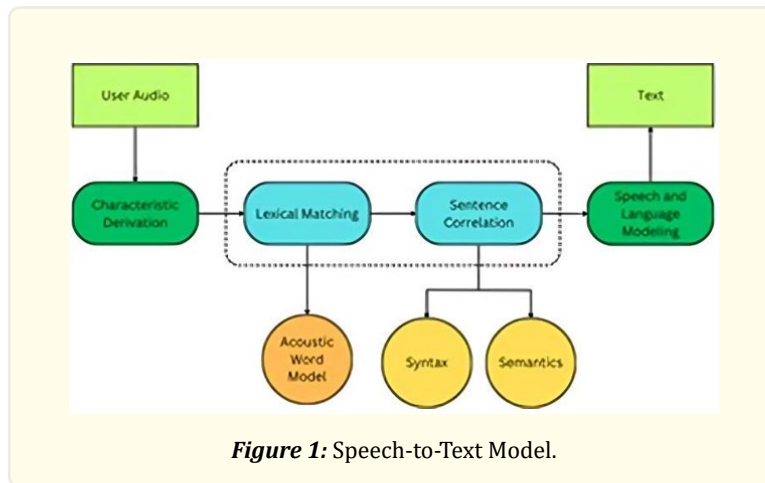 User Audio
Text
Characteristic
Derivation
Lexical Matching
Sentence
Correlation
Speech and
Language
Modeling
Acoustic
Word
Model
Syntax
Semantics
Figure 1: Speech-to-Text Model.